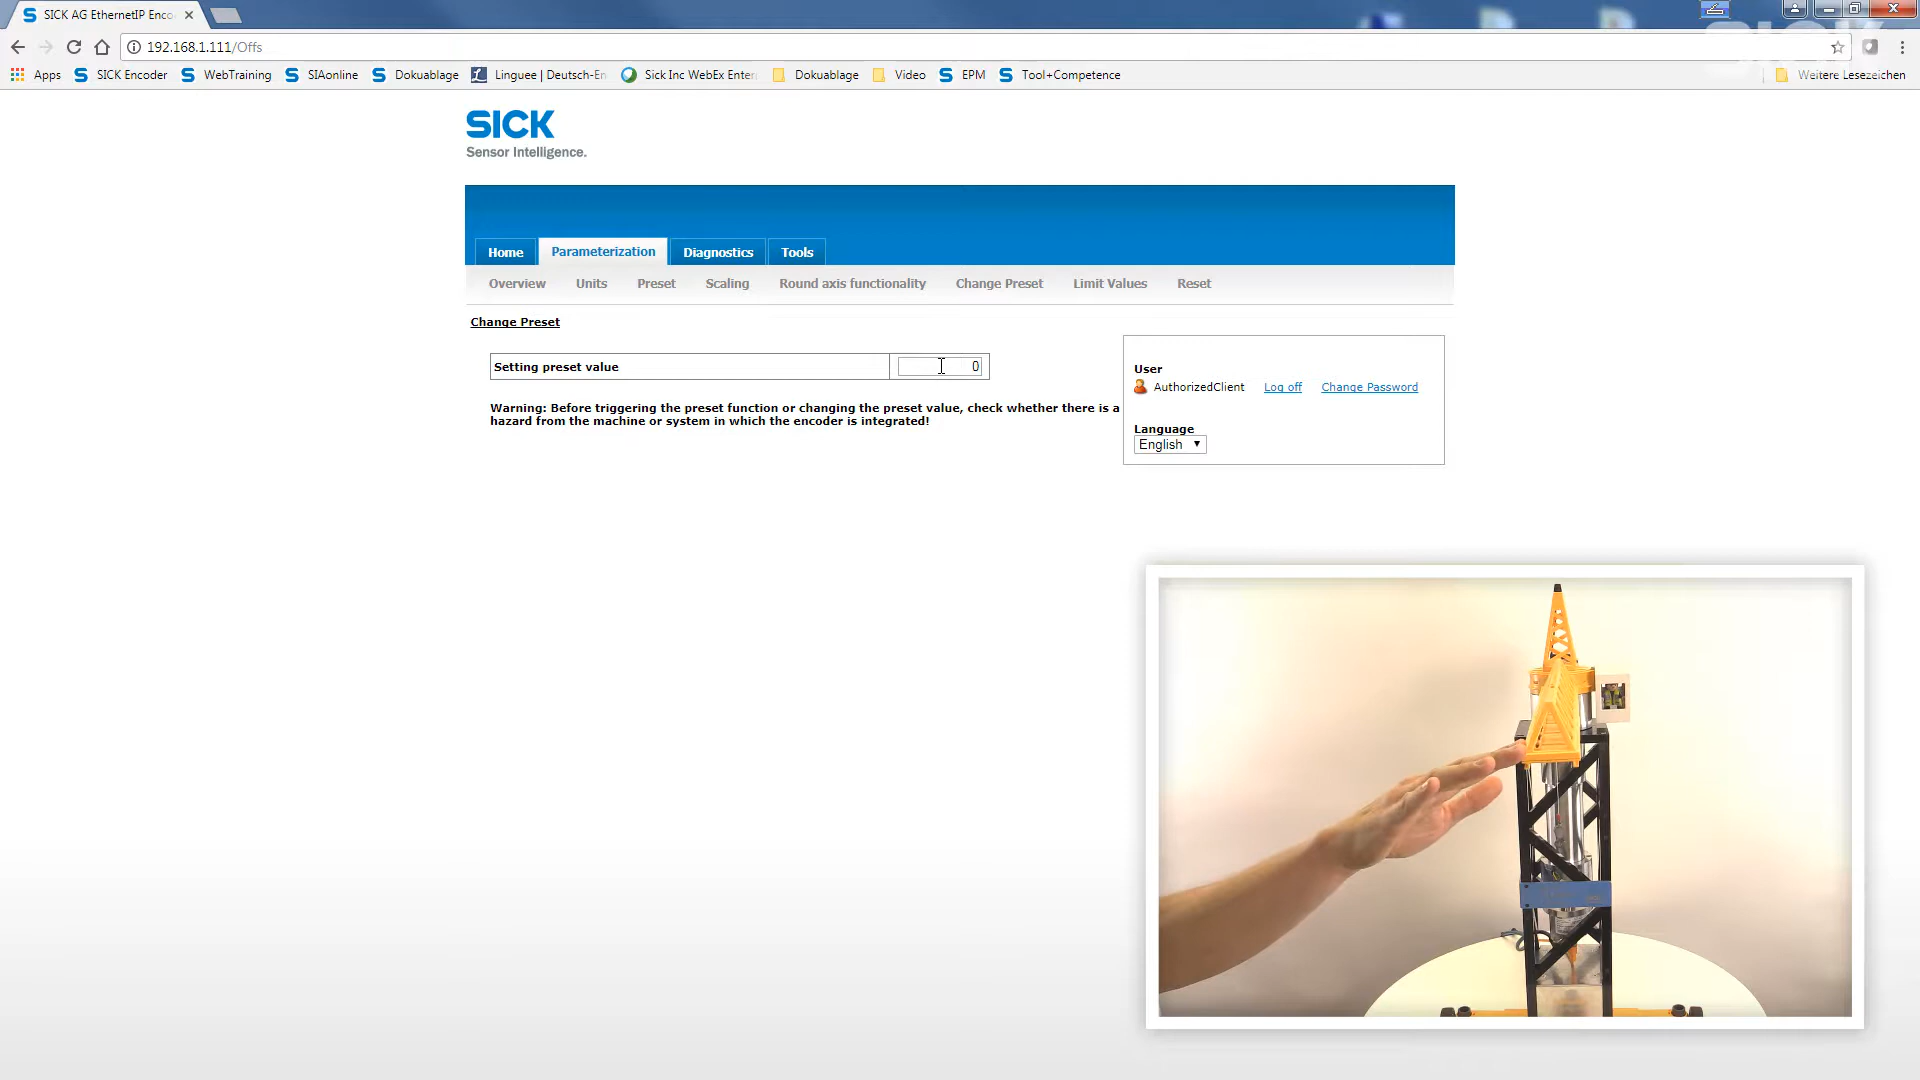 SICK AG EthernetIP Enco
192.168.1.111/Offs
Apps SICK Encoder WebTraining SIAonline Dokuablage Linguee | Deutsch-En Sick Inc WebEx Enter Dokuablage Video EPM Tool+Competence Weitere Lesezeichen
SICK
SICK
Sensor Intelligence.
Home Parameterization Diagnostics Tools
Overview Units Preset Scaling Round axis functionality Change Preset Limit Values Reset
Change Preset
Setting preset value 0
Warning: Before triggering the preset function or changing the preset value, check whether there is a
hazard from the machine or system in which the encoder is integrated!
User
AuthorizedClient Log off Change Password
Language
English